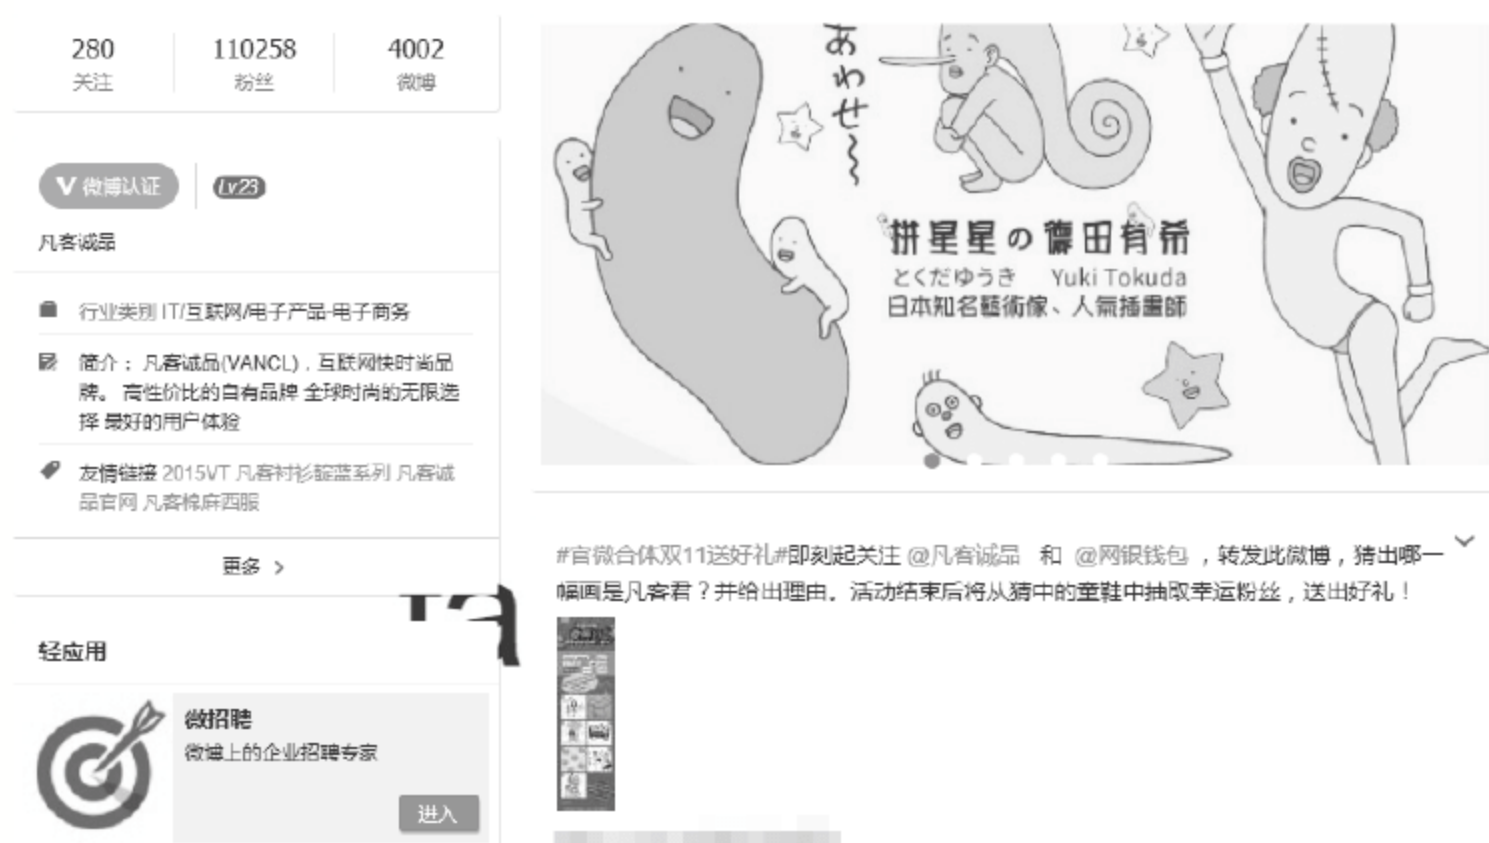 280
关注
110258
粉丝
4002
微博
V 微博认证
Lv23
凡客诚品
行业类别 IT/互联网/电子产品-电子商务
简介： 凡客诚品(VANCL)，互联网快时尚品
牌。 高性价比的自有品牌 全球时尚的无限选
择 最好的用户体验
友情链接 2015VT 凡客衬衫靛蓝系列 凡客诚
品官网 凡客棉麻西服
更多 >
轻应用
微招聘
微博上的企业招聘专家
进入
あわせ〜〜
拼星星の德田有希
とくだゆうき Yuki Tokuda
日本知名藝術像、人氣插畫師
#官微合体双11送好礼#即刻起关注 @凡客诚品 和 @网银钱包 ，转发此微博，猜出哪一
幅画是凡客君？并给出理由。活动结束后将从猜中的童鞋中抽取幸运粉丝，送出好礼！